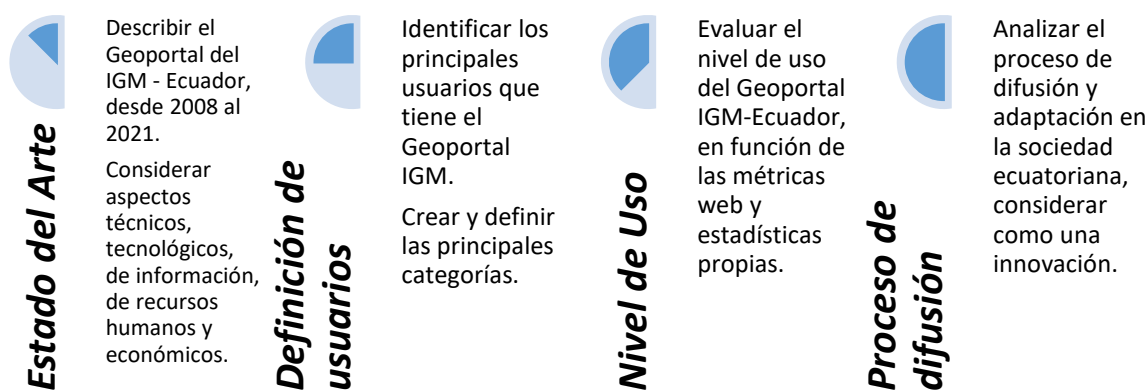 Estado del Arte
Describir el
Geoportal del
IGM - Ecuador,
desde 2008 al
2021.
Considerar
aspectos
técnicos,
tecnológicos,
de información,
de recursos
humanos y
económicos.
Definición de
usuarios
Identificar los
principales
usuarios que
tiene el
Geoportal
IGM.
Crear y definir
las principales
categorías.
Nivel de Uso
Evaluar el
nivel de uso
del Geoportal
IGM-Ecuador,
en función de
las métricas
web y
estadísticas
propias.
Proceso de
difusión
Analizar el
proceso de
difusión y
adaptación en
la sociedad
ecuatoriana,
considerar
como una
innovación.